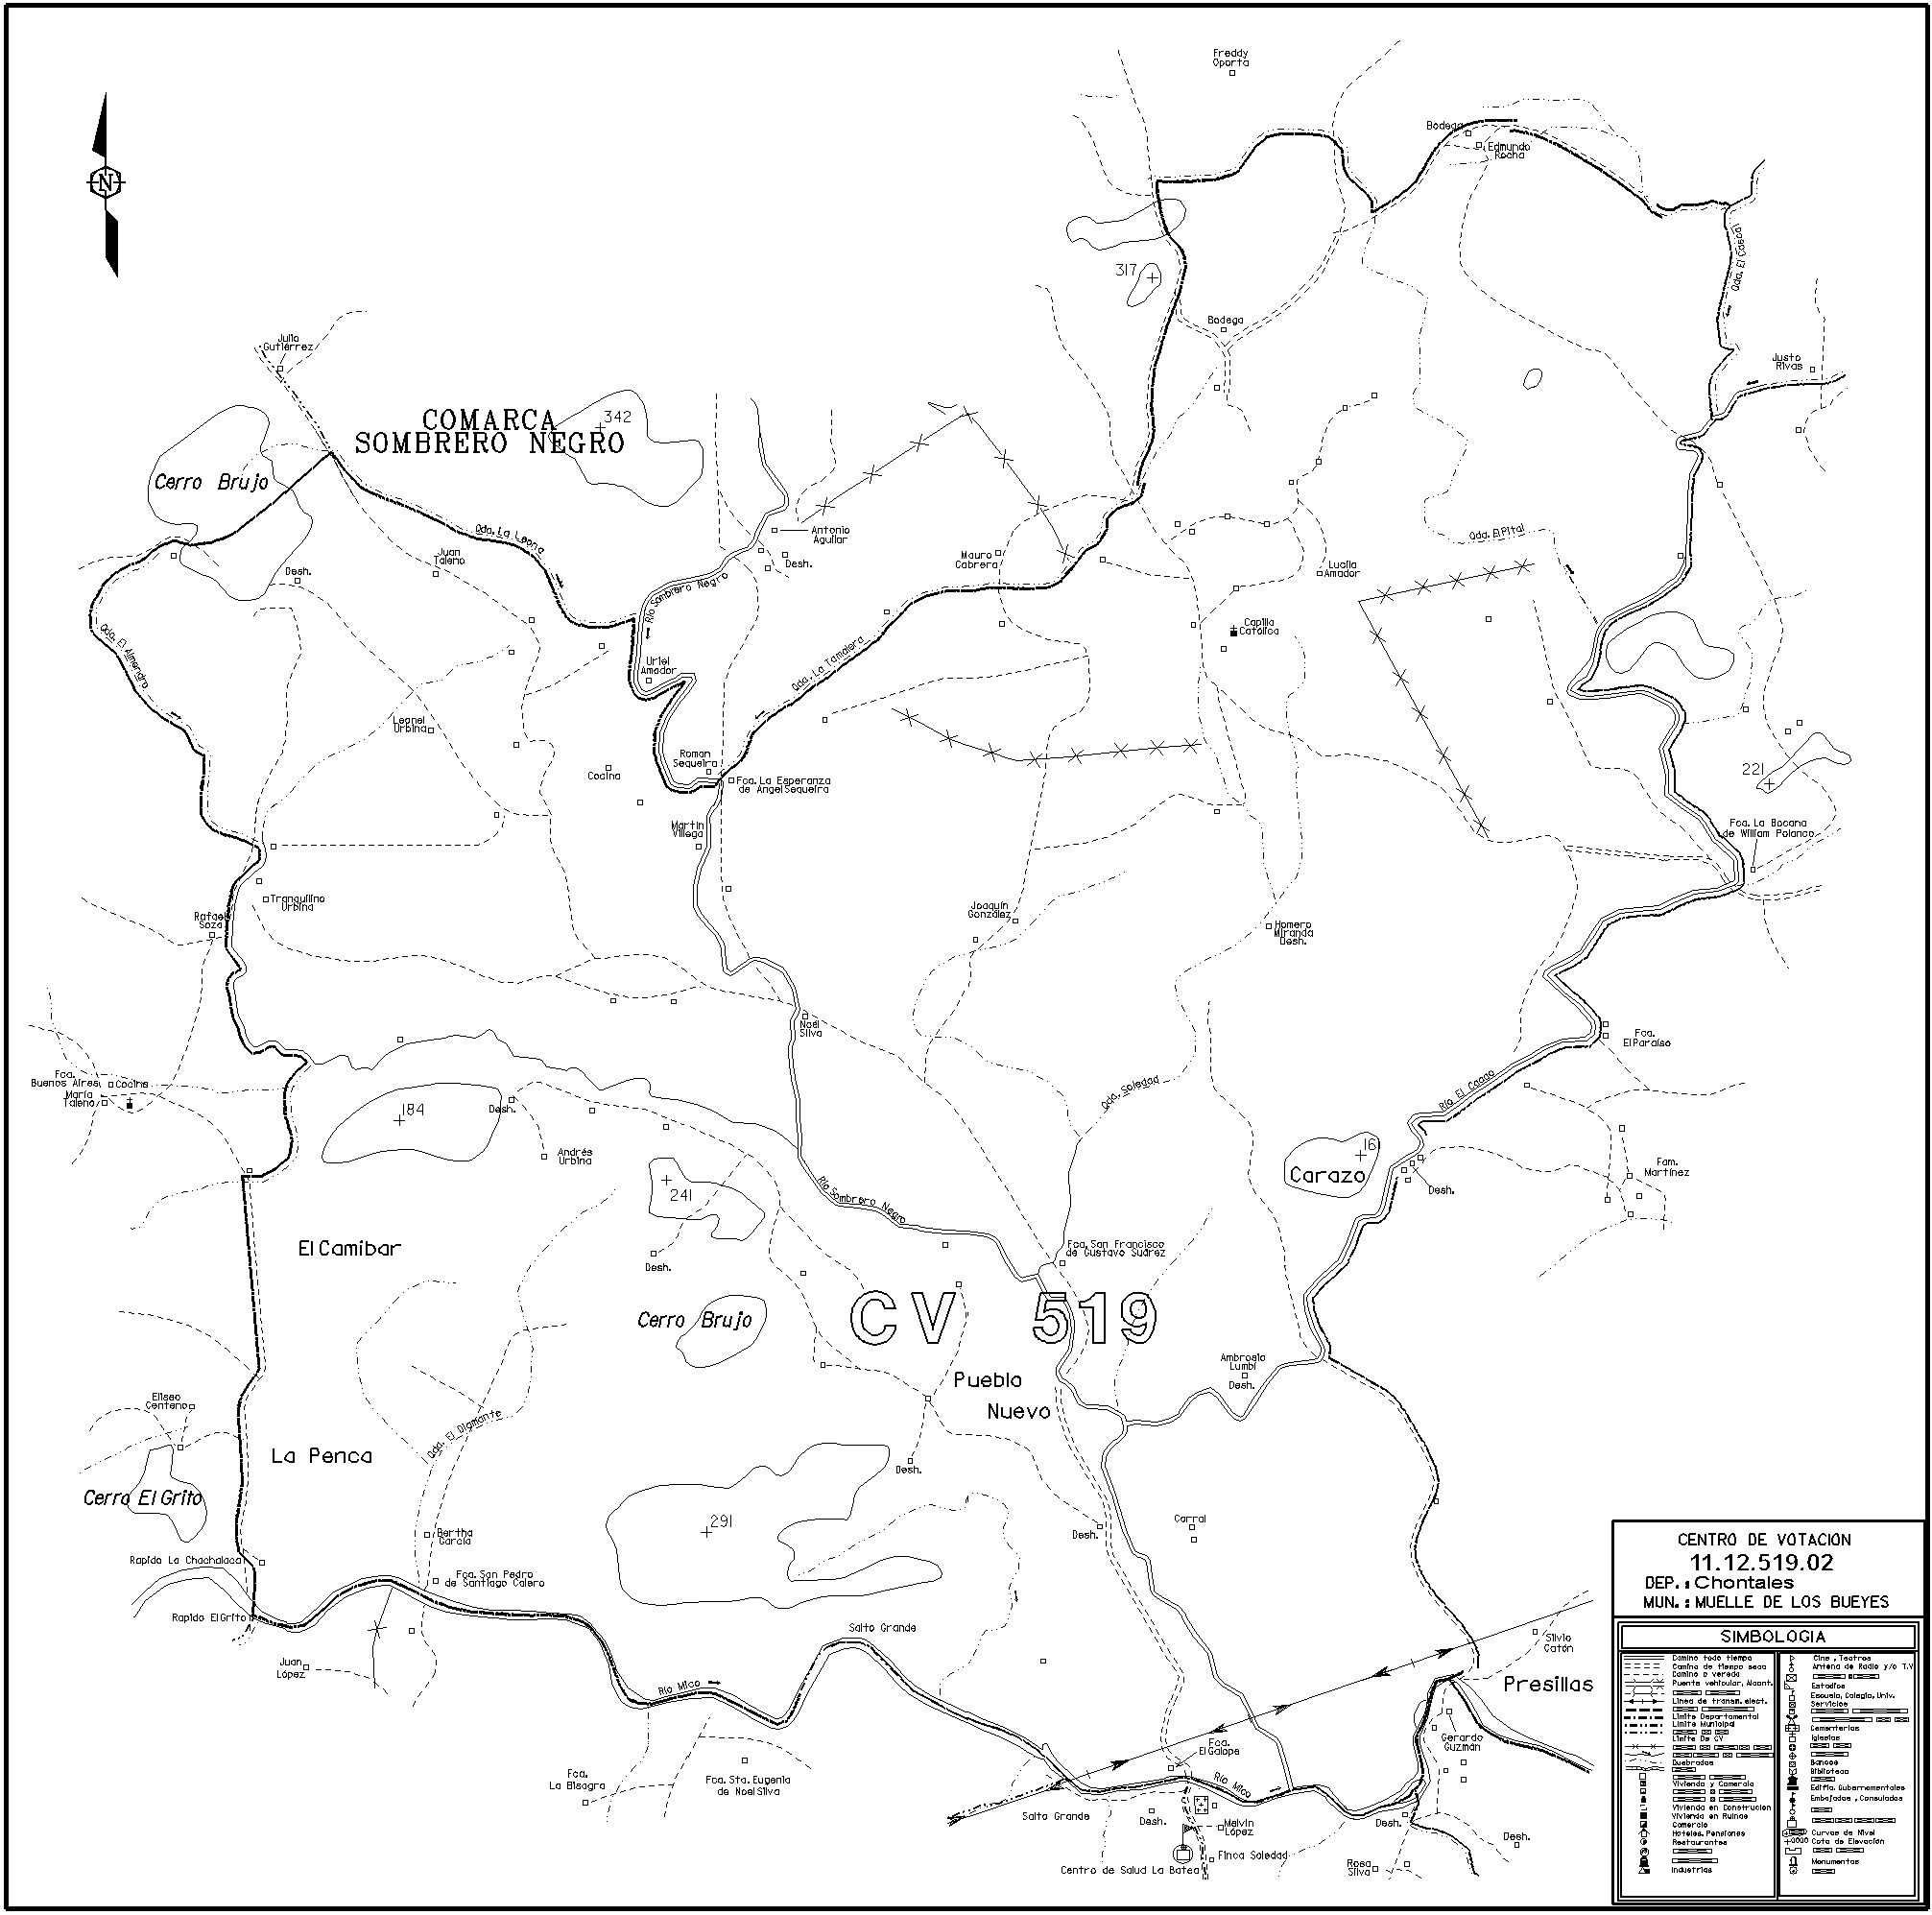 Freddy
Oporta
Bodega
Edmundo
Rocha
N
Qda. El Cacao
317
Bodega
Julio
Gutiérrez
Justo
Rivas
COMARCA
SOMBRERO NEGRO
342
Cerro Brujo
Qda. La Leona
Antonio
Aguilar
Desh.
Juan
Taleno
Desh.
Mauro
Cabrera
Qda. El Pital
Lucila
Amador
Río Sombrero Negro
Capilla
Católica
Qda. El Almendro
Uriel
Amador
Qda. La Tamalera
Leonel
Urbina
Roman
Sequeira
Cocina
Fca. La Esperanza
de Angel Sequeira
221
Martin
Villega
Fca. La Bocana
de William Polanco
Tranquilino
Urbina
Rafael
Soza
Joaquín
González
Homero
Miranda
Desh.
Noél
Silva
Fca.
El Paraíso
Fca.
Buenos Aires
Cocina
María
Taleno
184
Desh.
Qda. Soledad
Río El Cacao
Andrés
Urbina
161
Carazo
Fam.
Martínez
Desh.
241
Río Sombrero Negro
El Camibar
Desh.
Fca. San Francisco
de Gustavo Suárez
Cerro Brujo
CV 519
Ambrosio
Lumbí
Desh.
Pueblo
Nuevo
Eliseo
Centeno
Qda. El Diamante
La Penca
Desh.
Cerro El Grito
291
Bertha
García
Desh.
Corral
Rapido La Chachalaca
Fca. San Pedro
de Santiago Calero
Rapido El Grito
Salto Grande
Silvio
Catón
Juan
López
Río Mico
Presillas
Gerardo
Guzmán
Fca.
El Galope
Fca.
La Bisagra
Fca. Sta. Eugenia
de Noel Silva
Río Mico
Salto Grande
Desh.
Melvin
López
Desh.
Desh.
Finca Soledad
Centro de Salud La Batea
Rosa
Silva
CENTRO DE VOTACION
11.12.519.02
DEP.: Chontales
MUN.: MUELLE DE LOS BUEYES
SIMBOLOGIA
Camino todo tiempo
Camino de tiempo seco
Camino o vereda
Puente vehicular, Alcant.
Linea de transm. elect.
Limite Departamental
Limite Municipal
Limite De CV
Quebradas
Vivienda y Comercio
Vivienda en Construcion
Vivienda en Ruinas
Comercio
Hoteles, Pensiones
Restaurantes
Industrias
Cine, Teatros
Antena de Radio y/o T.V
Estadios
Escuela, Colegio, Univ.
Servicios
Cementerios
Iglesias
Bancos
Biblioteca
Edific. Gubernamentales
Embajadas, Consulados
Curvas de Nivel
Cota de Elevación
Monumentos